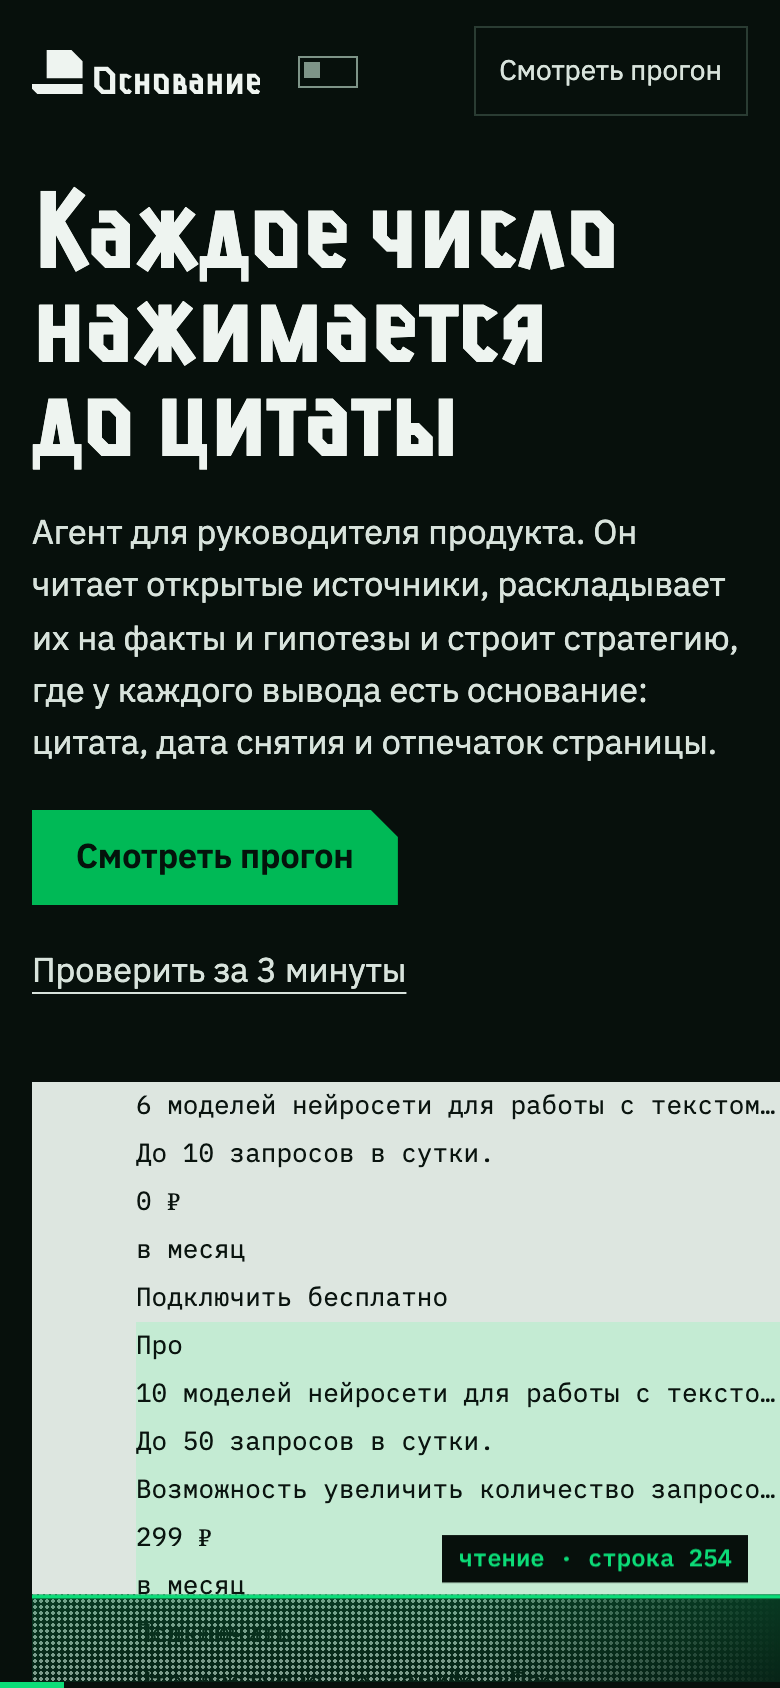 Основание
Смотреть прогон
Каждое число
нажимается
до цитаты
Агент для руководителя продукта. Он
читает открытые источники, раскладывает
их на факты и гипотезы и строит стратегию,
где у каждого вывода есть основание:
цитата, дата снятия и отпечаток страницы.
Смотреть прогон
Проверить за 3 минуты
6 моделей нейросети для работы с текстом…
До 10 запросов в сутки.
0 ₽
в месяц
Подключить бесплатно
Про
10 моделей нейросети для работы с тексто…
До 50 запросов в сутки.
Возможность увеличить количество запросо…
299 ₽
чтение · строка 254
в месяц